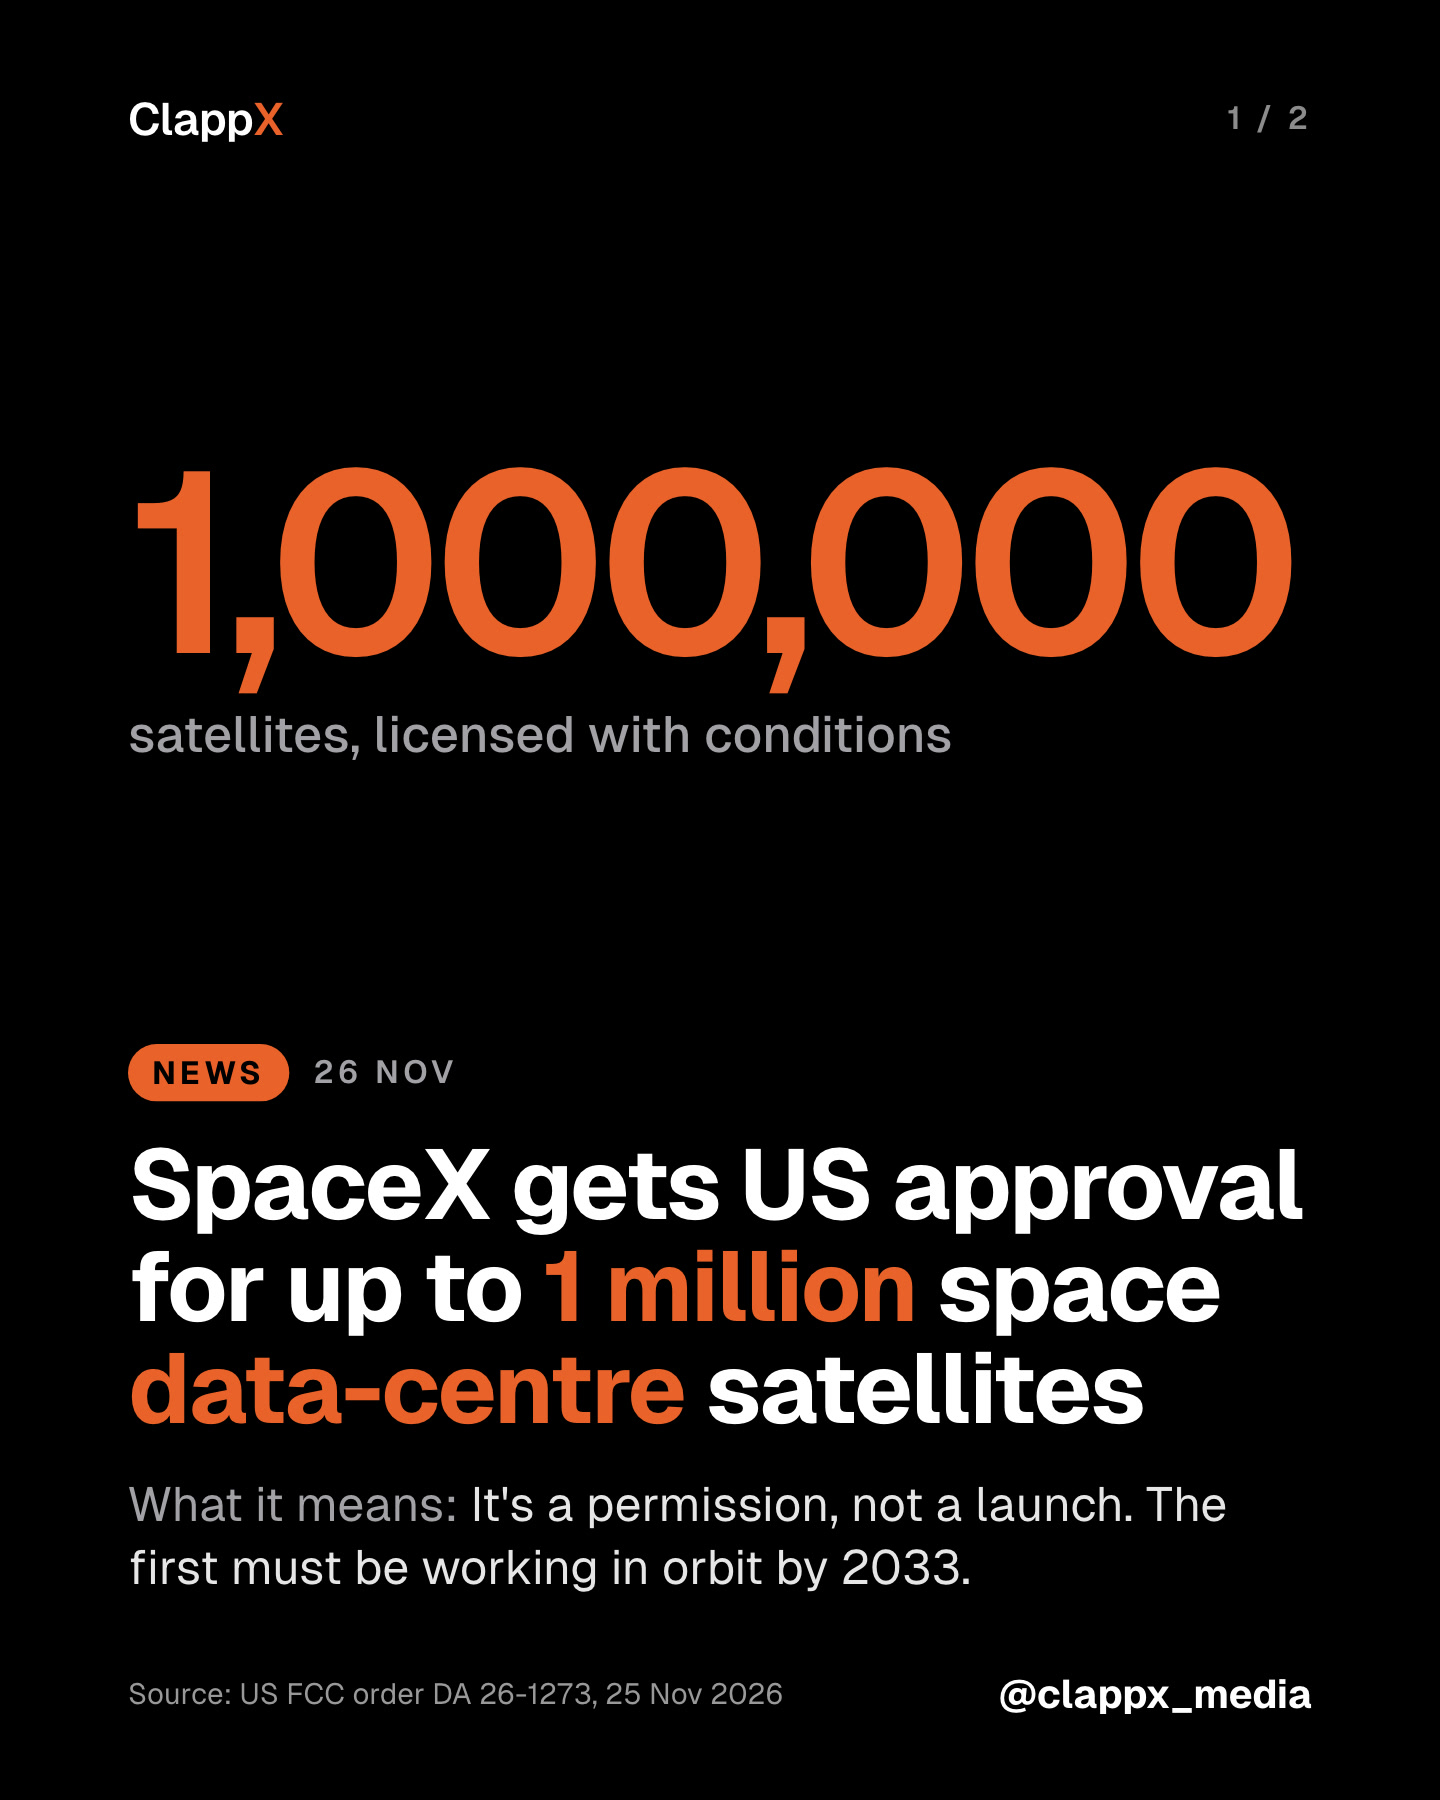 ClappX
1 / 2
1,000,000
satellites, licensed with conditions
NEWS 26 NOV
SpaceX gets US approval
for up to 1 million space
data-centre satellites
What it means: It's a permission, not a launch. The
first must be working in orbit by 2033.
Source: US FCC order DA 26-1273, 25 Nov 2026
@clappx_media